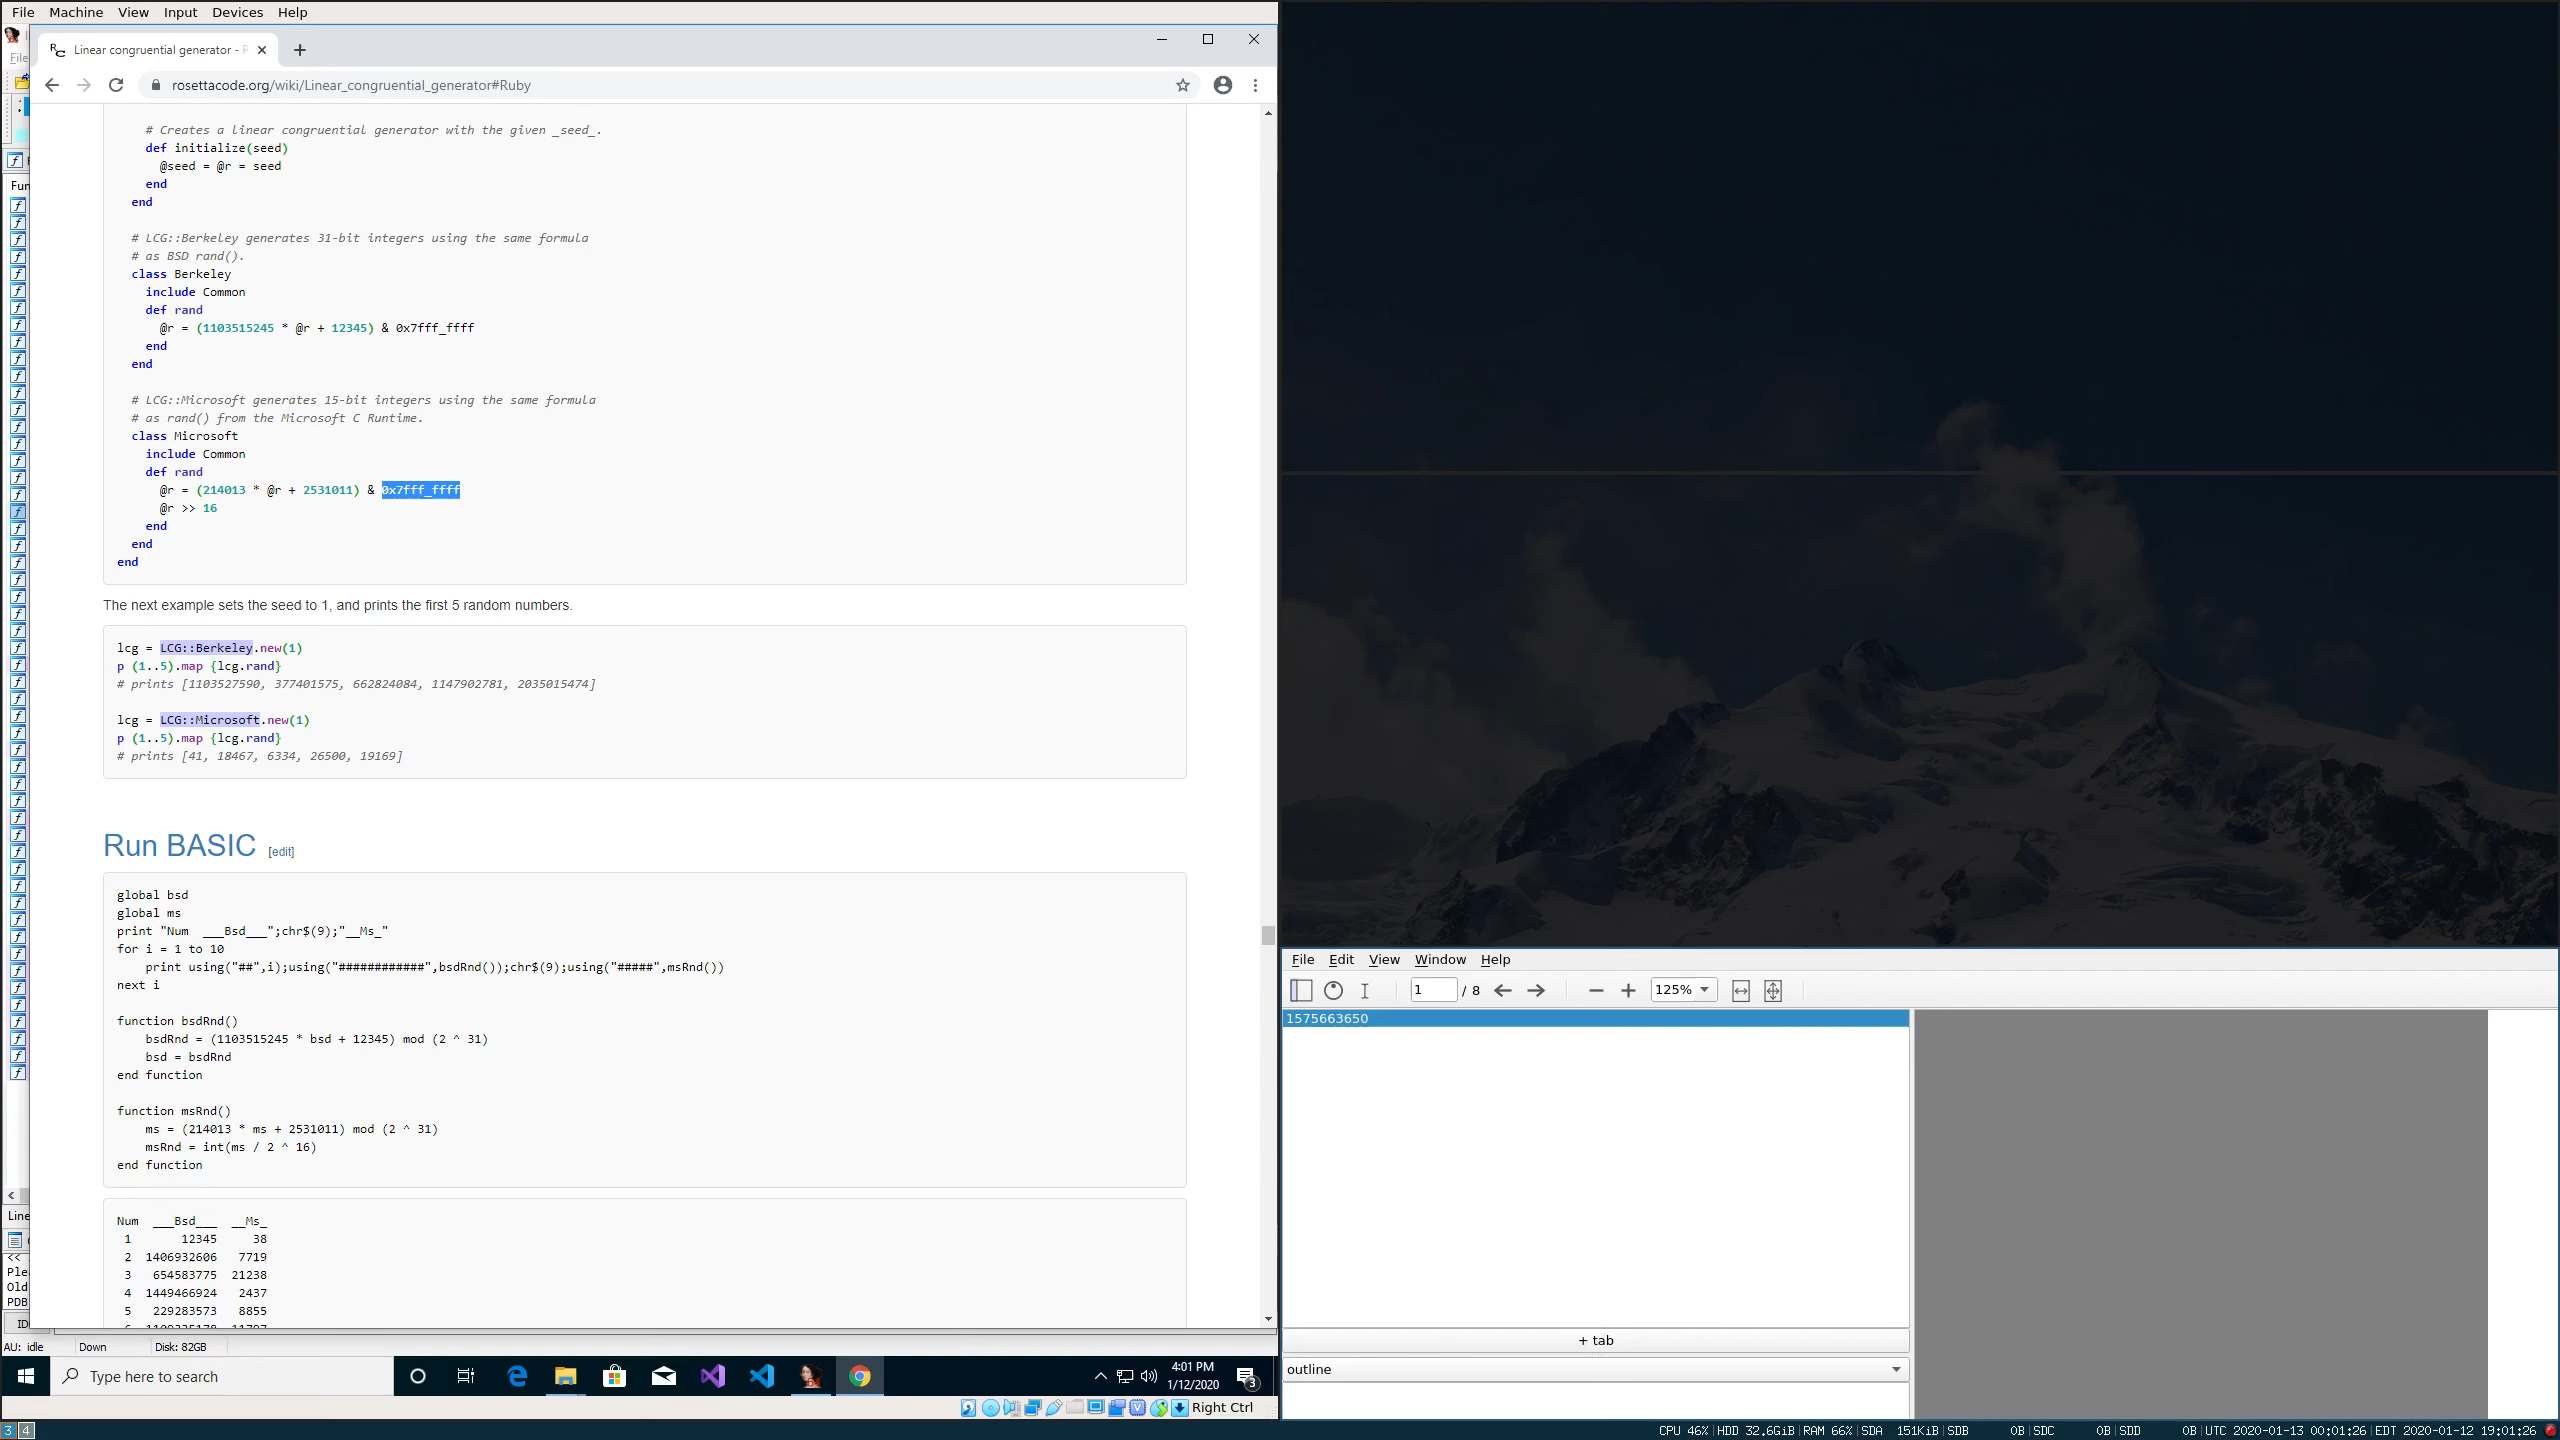 File Machine View Input Devices Help
Linear congruential generator - R
rosettacode.org/wiki/Linear_congruential_generator#Ruby
File
Fun
# Creates a linear congruential generator with the given _seed_.
def initialize(seed)
@seed = @r = seed
end
end
# LCG::Berkeley generates 31-bit integers using the same formula
# as BSD rand().
class Berkeley
include Common
def rand
@r = (1103515245 * @r + 12345) & 0x7fff_ffff
end
end
# LCG::Microsoft generates 15-bit integers using the same formula
# as rand() from the Microsoft C Runtime.
class Microsoft
include Common
def rand
@r = (214013 * @r + 2531011) & 0x7fff_ffff
@r >> 16
end
end
end
The next example sets the seed to 1, and prints the first 5 random numbers.
lcg = LCG::Berkeley.new(1)
p (1..5).map {lcg.rand}
# prints [1103527590, 377401575, 662824084, 1147902781, 2035015474]
lcg = LCG::Microsoft.new(1)
p (1..5).map {lcg.rand}
# prints [41, 18467, 6334, 26500, 19169]
Run BASIC [edit]
global bsd
global ms
print "Num ___Bsd___";chr$(9);"__Ms_"
for i = 1 to 10
print using("##",i);using("############",bsdRnd());chr$(9);using("#####",msRnd())
next i
function bsdRnd()
bsdRnd = (1103515245 * bsd + 12345) mod (2 ^ 31)
bsd = bsdRnd
end function
function msRnd()
ms = (214013 * ms + 2531011) mod (2 ^ 31)
msRnd = int(ms / 2 ^ 16)
end function
Num ___Bsd___ __Ms_
1 12345 38
2 1406932606 7719
3 654583775 21238
4 1449466924 2437
5 229283573 8855
Line
<<
Plea
Old
PDB
ID
AU: idle Down Disk: 82GB
Type here to search
4:01 PM
1/12/2020
3
Right Ctrl
File Edit View Window Help
1 / 8 125%
1575663650
+ tab
outline
3 4
CPU 46%|HDD 32.6GiB|RAM 66%|SDA 151KiB|SDB 0B|SDC 0B|SDD 0B|UTC 2020-01-13 00:01:26|EDT 2020-01-12 19:01:26